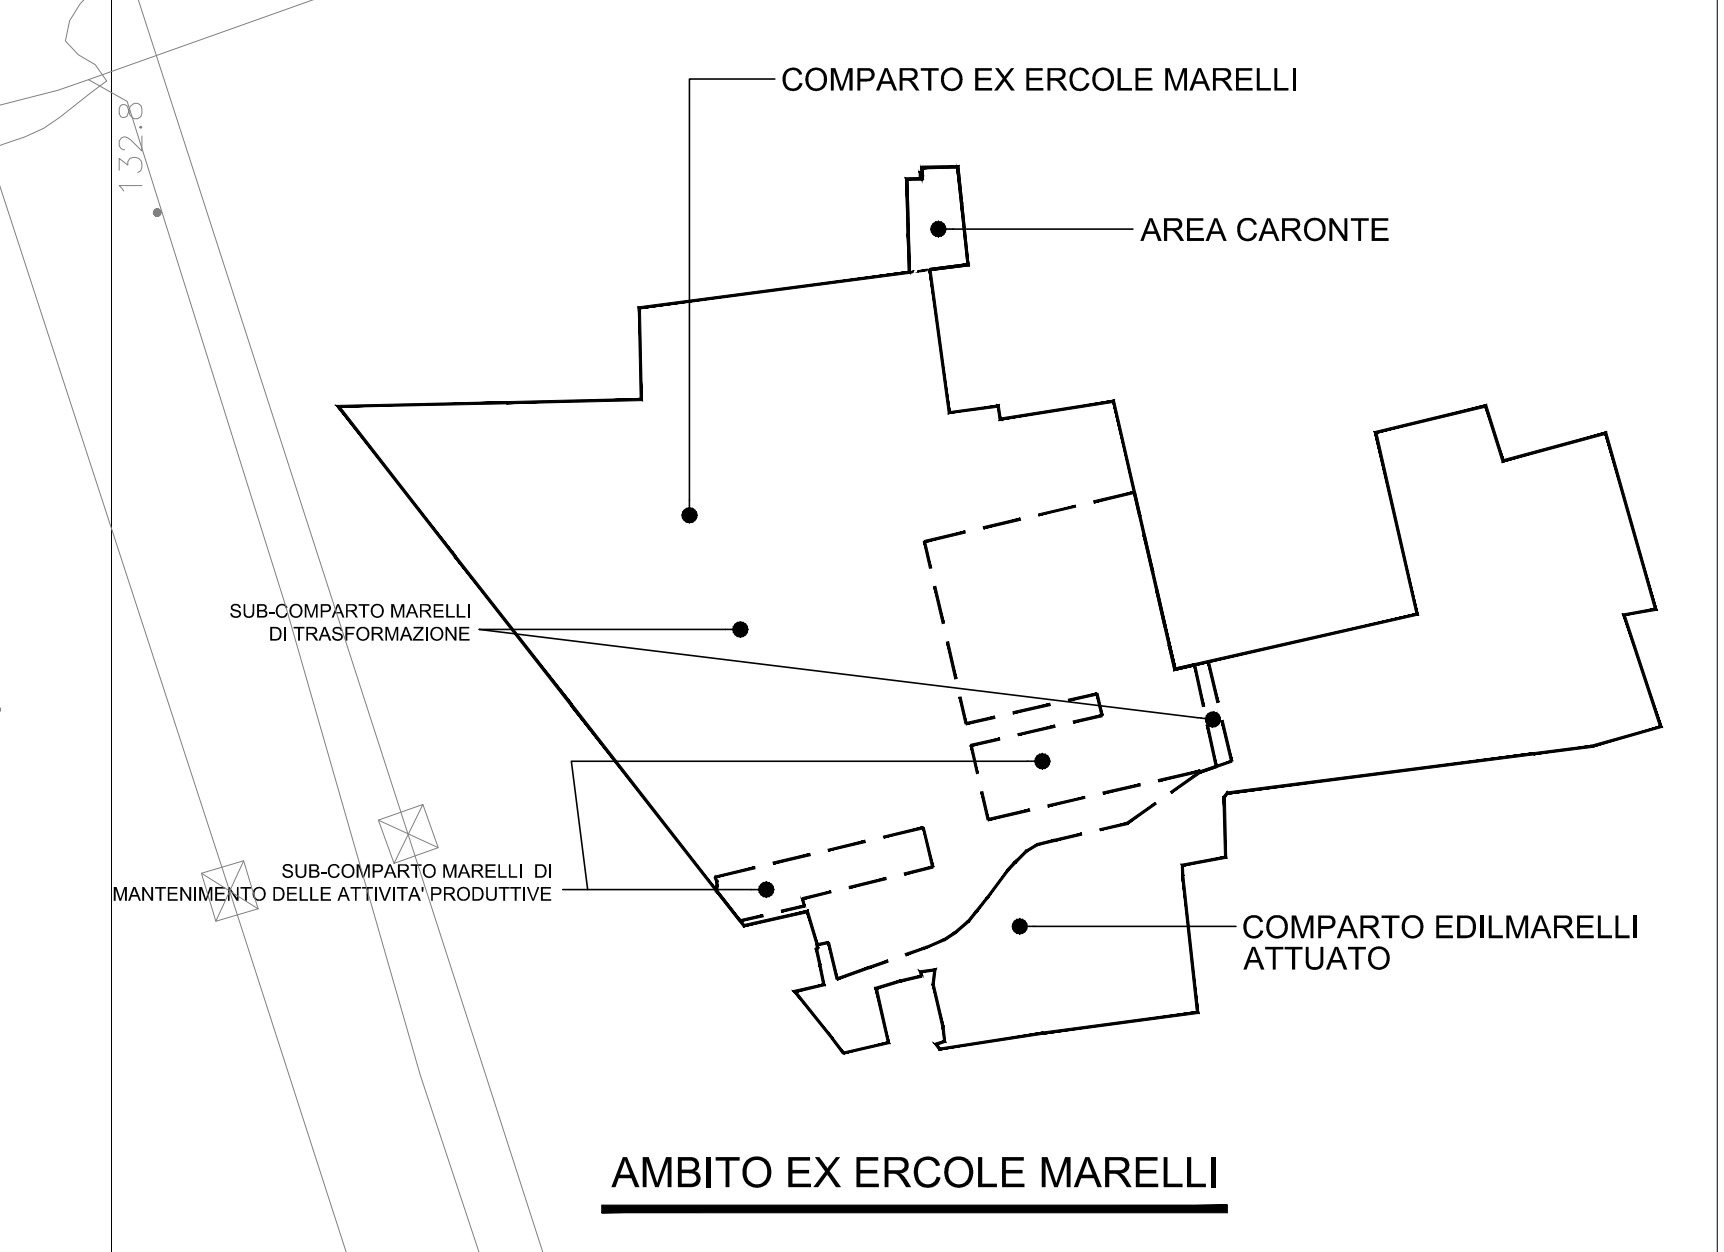 COMPARTO EX ERCOLE MARELLI
132.8
AREA CARONTE
SUB-COMPARTO MARELLI
DI TRASFORMAZIONE
SUB-COMPARTO MARELLI DI
MANTENIMENTO DELLE ATTIVITA' PRODUTTIVE
COMPARTO EDILMARELLI
ATTUATO
AMBITO EX ERCOLE MARELLI